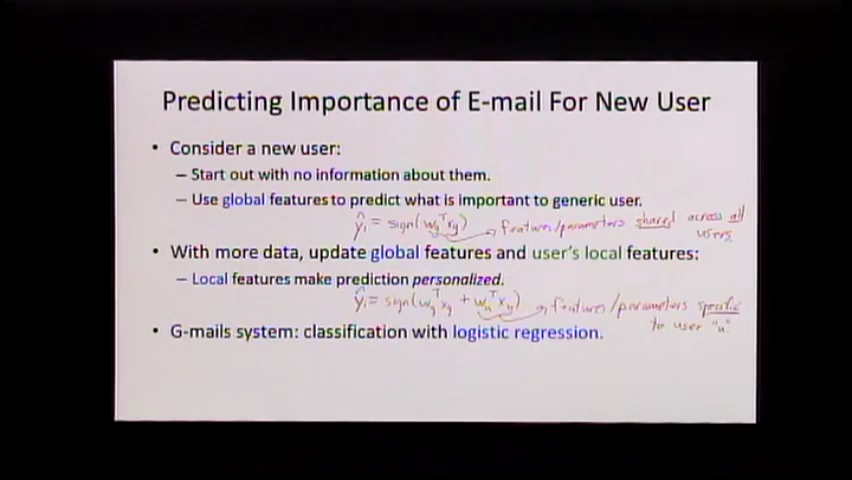 Predicting Importance of E-mail For New User
• Consider a new user:
– Start out with no information about them.
– Use global features to predict what is important to generic user.
ŷᵢ = sign(w_gᵀx_g) → features/parameters shared across all
users.
• With more data, update global features and user's local features:
– Local features make prediction personalized.
ŷᵢ = sign(w_gᵀx_g + w_uᵀx_u) → features/parameters specific
to user "u".
• G-mails system: classification with logistic regression.